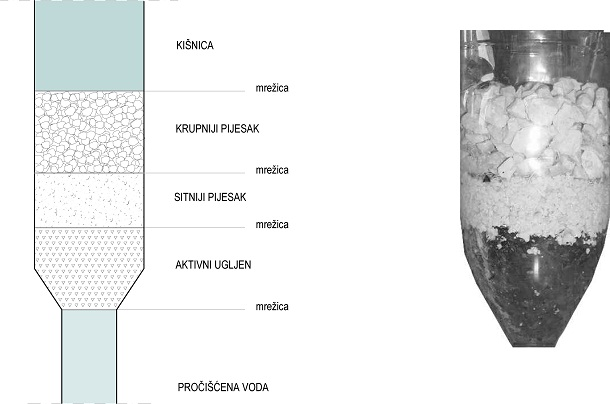 KIŠNICA
mrežica
KRUPNIJI PIJESAK
mrežica
SITNIJI PIJESAK
mrežica
AKTIVNI UGLJEN
mrežica
PROČIŠĆENA VODA